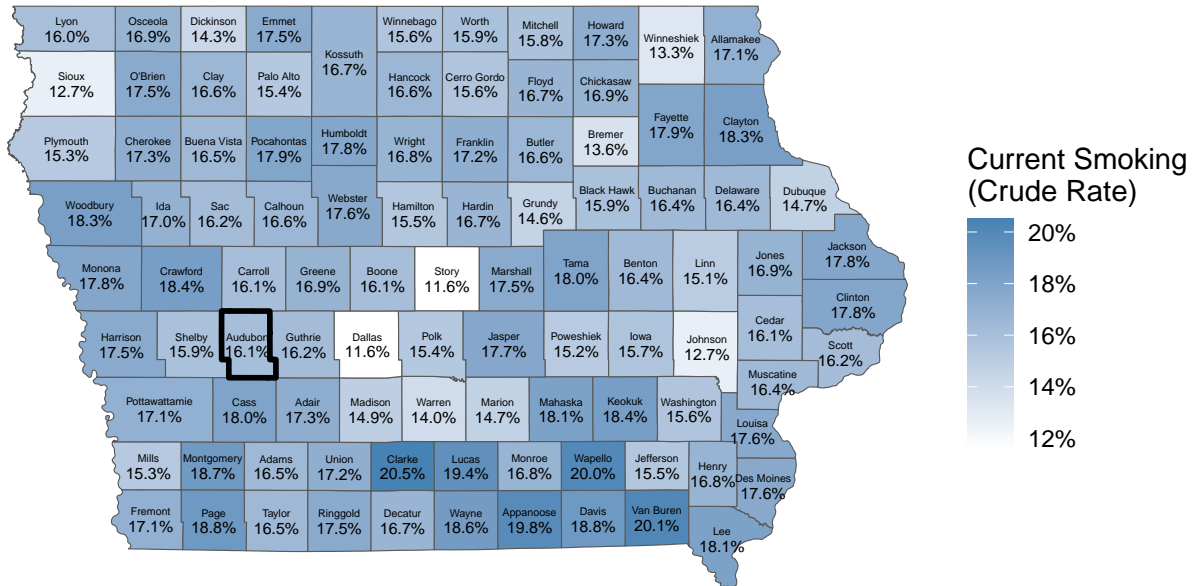 Lyon
16.0%
Osceola
16.9%
Dickinson
14.3%
Emmet
17.5%
Kossuth
16.7%
Winnebago
15.6%
Worth
15.9%
Mitchell
15.8%
Howard
17.3%
Winneshiek
13.3%
Allamakee
17.1%
Sioux
12.7%
O'Brien
17.5%
Clay
16.6%
Palo Alto
15.4%
Hancock
16.6%
Cerro Gordo
15.6%
Floyd
16.7%
Chickasaw
16.9%
Plymouth
15.3%
Cherokee
17.3%
Buena Vista
16.5%
Pocahontas
17.9%
Humboldt
17.8%
Wright
16.8%
Franklin
17.2%
Butler
16.6%
Bremer
13.6%
Fayette
17.9%
Clayton
18.3%
Woodbury
18.3%
Ida
17.0%
Sac
16.2%
Calhoun
16.6%
Webster
17.6%
Hamilton
15.5%
Hardin
16.7%
Grundy
14.6%
Black Hawk
15.9%
Buchanan
16.4%
Delaware
16.4%
Dubuque
14.7%
Monona
17.8%
Crawford
18.4%
Carroll
16.1%
Greene
16.9%
Boone
16.1%
Story
11.6%
Marshall
17.5%
Tama
18.0%
Benton
16.4%
Linn
15.1%
Jones
16.9%
Jackson
17.8%
Clinton
17.8%
Harrison
17.5%
Shelby
15.9%
Audubon
16.1%
Guthrie
16.2%
Dallas
11.6%
Polk
15.4%
Jasper
17.7%
Poweshiek
15.2%
Iowa
15.7%
Johnson
12.7%
Cedar
16.1%
Scott
16.2%
Muscatine
16.4%
Pottawattamie
17.1%
Cass
18.0%
Adair
17.3%
Madison
14.9%
Warren
14.0%
Marion
14.7%
Mahaska
18.1%
Keokuk
18.4%
Washington
15.6%
Louisa
17.6%
Mills
15.3%
Montgomery
18.7%
Adams
16.5%
Union
17.2%
Clarke
20.5%
Lucas
19.4%
Monroe
16.8%
Wapello
20.0%
Jefferson
15.5%
Henry
16.8%
Des Moines
17.6%
Fremont
17.1%
Page
18.8%
Taylor
16.5%
Ringgold
17.5%
Decatur
16.7%
Wayne
18.6%
Appanoose
19.8%
Davis
18.8%
Van Buren
20.1%
Lee
18.1%
Current Smoking
(Crude Rate)
20%
18%
16%
14%
12%